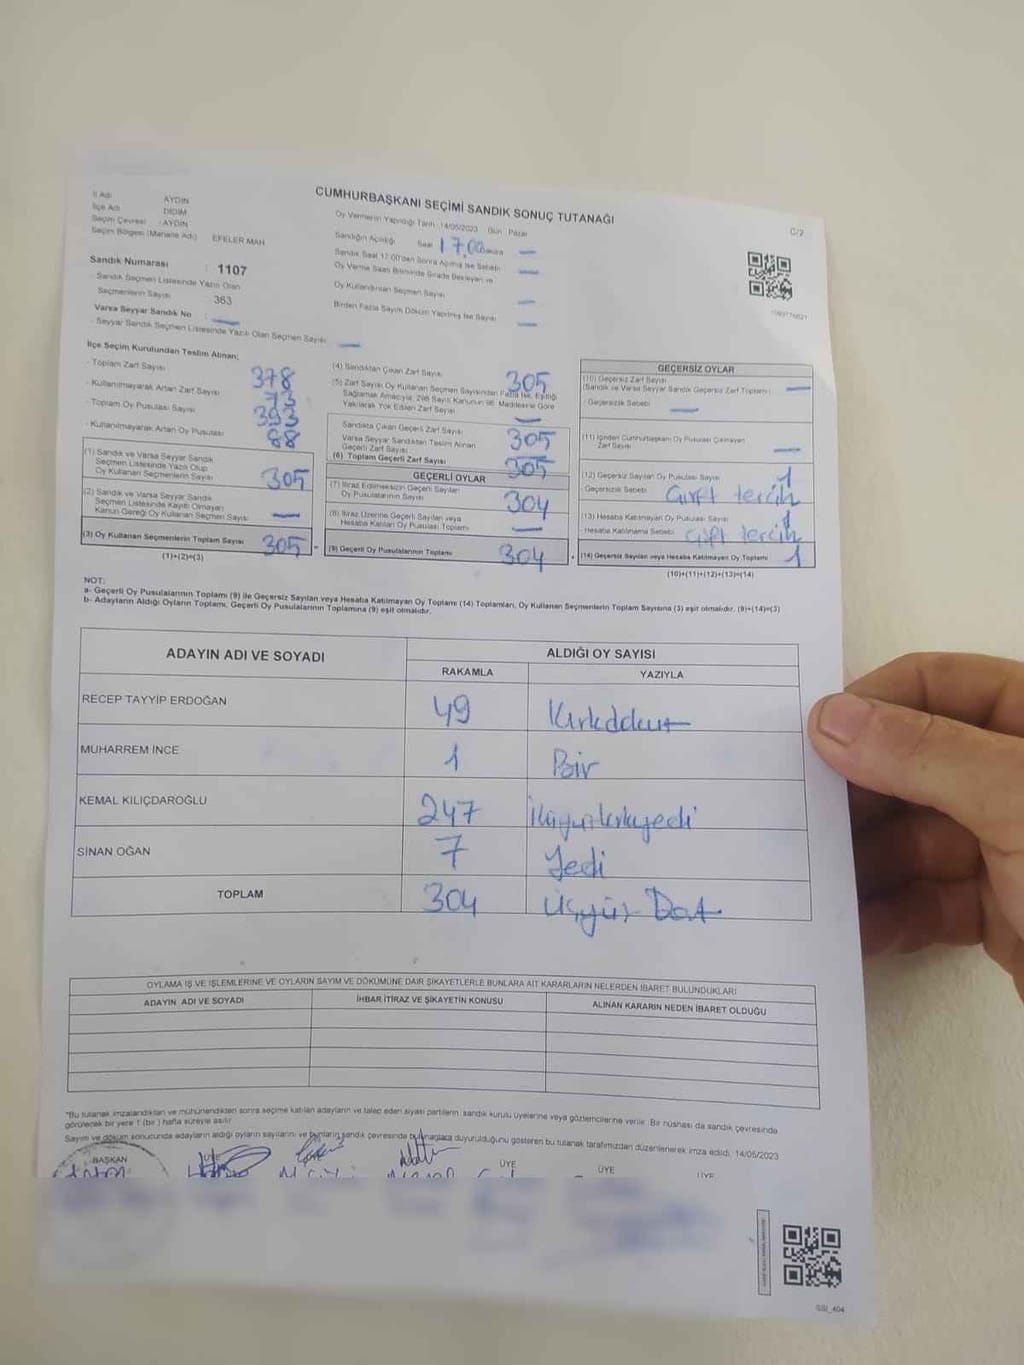 CUMHURBAŞKANI SEÇİMİ SANDIK SONUÇ TUTANAĞI
C/2
İl Adı AYDIN
İlçe Adı DİDİM
Seçim Çevresi : AYDIN
Seçim Bölgesi (Mahalle Adı) EFELER MAH
Sandık Numarası : 1107
- Sandık Seçmen Listesinde Yazılı Olan
Seçmenlerin Sayısı : 363
Varsa Seyyar Sandık No :
- Seyyar Sandık Seçmen Listesinde Yazılı Olan Seçmen Sayısı
Oy Vermenin Yapıldığı Tarih :14/05/2023 Gün : Pazar
Sandığın Açıldığı Saat 17,00
Sandık Saat 17.00'den Sonra Açılmış İse Sebebi
Oy Verme Saati Bitiminde Sırada Bekleyen ve
Oy Kullandırılan Seçmen Sayısı
Birden Fazla Sayım Döküm Yapılmış İse Sayısı
İlçe Seçim Kurulundan Teslim Alınan;
- Toplam Zarf Sayısı 378
- Kullanılmayarak Artan Zarf Sayısı 73
- Toplam Oy Pusulası Sayısı 393
- Kullanılmayarak Artan Oy Pusulası 88
(1) Sandık ve Varsa Seyyar Sandık
Seçmen Listesinde Yazılı Olup
Oy Kullanan Seçmenlerin Sayısı 305
(2) Sandık ve Varsa Seyyar Sandık
Seçmen Listesinde Kayıtlı Olmayan
Kanun Gereği Oy Kullanan Seçmen Sayısı
(3) Oy Kullanan Seçmenlerin Toplam Sayısı 305
(1)+(2)=(3)
(4) Sandıktan Çıkan Zarf Sayısı 305
(5) Zarf Sayısı Oy Kullanan Seçmen Sayısından Fazla İse, Eşitliği
Sağlamak Amacıyla, 298 Sayılı Kanunun 98. Maddesine Göre
Yakılarak Yok Edilen Zarf Sayısı
Sandıkta Çıkan Geçerli Zarf Sayısı 305
Varsa Seyyar Sandıktan Teslim Alınan
Geçerli Zarf Sayısı
(6) Toplam Geçerli Zarf Sayısı 305
GEÇERLİ OYLAR
(7) İtiraz Edilmeksizin Geçerli Sayılan
Oy Pusulalarının Sayısı 304
(8) İtiraz Üzerine Geçerli Sayılan veya
Hesaba Katılan Oy Pusulası Toplamı
(9) Geçerli Oy Pusulalarının Toplamı 304
GEÇERSİZ OYLAR
(10) Geçersiz Zarf Sayısı
(Sandık ve Varsa Seyyar Sandık Geçersiz Zarf Toplamı)
- Geçersizlik Sebebi
(11) İçinden Cumhurbaşkanı Oy Pusulası Çıkmayan
Zarf Sayısı
(12) Geçersiz Sayılan Oy Pusulası Sayısı 1
- Geçersizlik Sebebi Çift tercih
(13) Hesaba Katılmayan Oy Pusulası Sayısı 1
- Hesaba Katılmama Sebebi Çift tercih
(14) Geçersiz Sayılan veya Hesaba Katılmayan Oy Toplamı 1
(10)+(11)+(12)+(13)=(14)
NOT:
a- Geçerli Oy Pusulalarının Toplamı (9) ile Geçersiz Sayılan veya Hesaba Katılmayan Oy Toplamı (14) Toplamları, Oy Kullanan Seçmenlerin Toplam Sayısına (3) eşit olmalıdır. (9)+(14)=(3)
b- Adayların Aldığı Oyların Toplamı, Geçerli Oy Pusulalarının Toplamına (9) eşit olmalıdır.
ADAYIN ADI VE SOYADI ALDIĞI OY SAYISI
RAKAMLA YAZIYLA
RECEP TAYYİP ERDOĞAN 49 Kırkdokuz
MUHARREM İNCE 1 Bir
KEMAL KILIÇDAROĞLU 247 İkiyüzkırkyedi
SİNAN OĞAN 7 Yedi
TOPLAM 304 Üçyüz Dört
OYLAMA İŞ VE İŞLEMLERİNE VE OYLARIN SAYIM VE DÖKÜMÜNE DAİR ŞİKAYETLERLE BUNLARA AİT KARARLARIN NELERDEN İBARET BULUNDUKLARI
ADAYIN ADI VE SOYADI İHBAR İTİRAZ VE ŞİKAYETİN KONUSU ALINAN KARARIN NEDEN İBARET OLDUĞU
*Bu tutanak imzalandıktan ve mühürlendikten sonra seçime katılan adayların ve talep eden siyasi partilerin sandık kurulu üyelerine veya gözlemcilerine verilir. Bir nüshası da sandık çevresinde
görülecek bir yere 1 (bir) hafta süreyle asılır.
Sayım ve döküm sonucunda adayların aldığı oyların sayılarını ve bunların sandık çevresinde bu tutanakla duyurulduğunu gösteren bu tutanak tarafımızdan düzenlenerek imza edildi. 14/05/2023
BAŞKAN ÜYE ÜYE ÜYE ÜYE
SSI_404